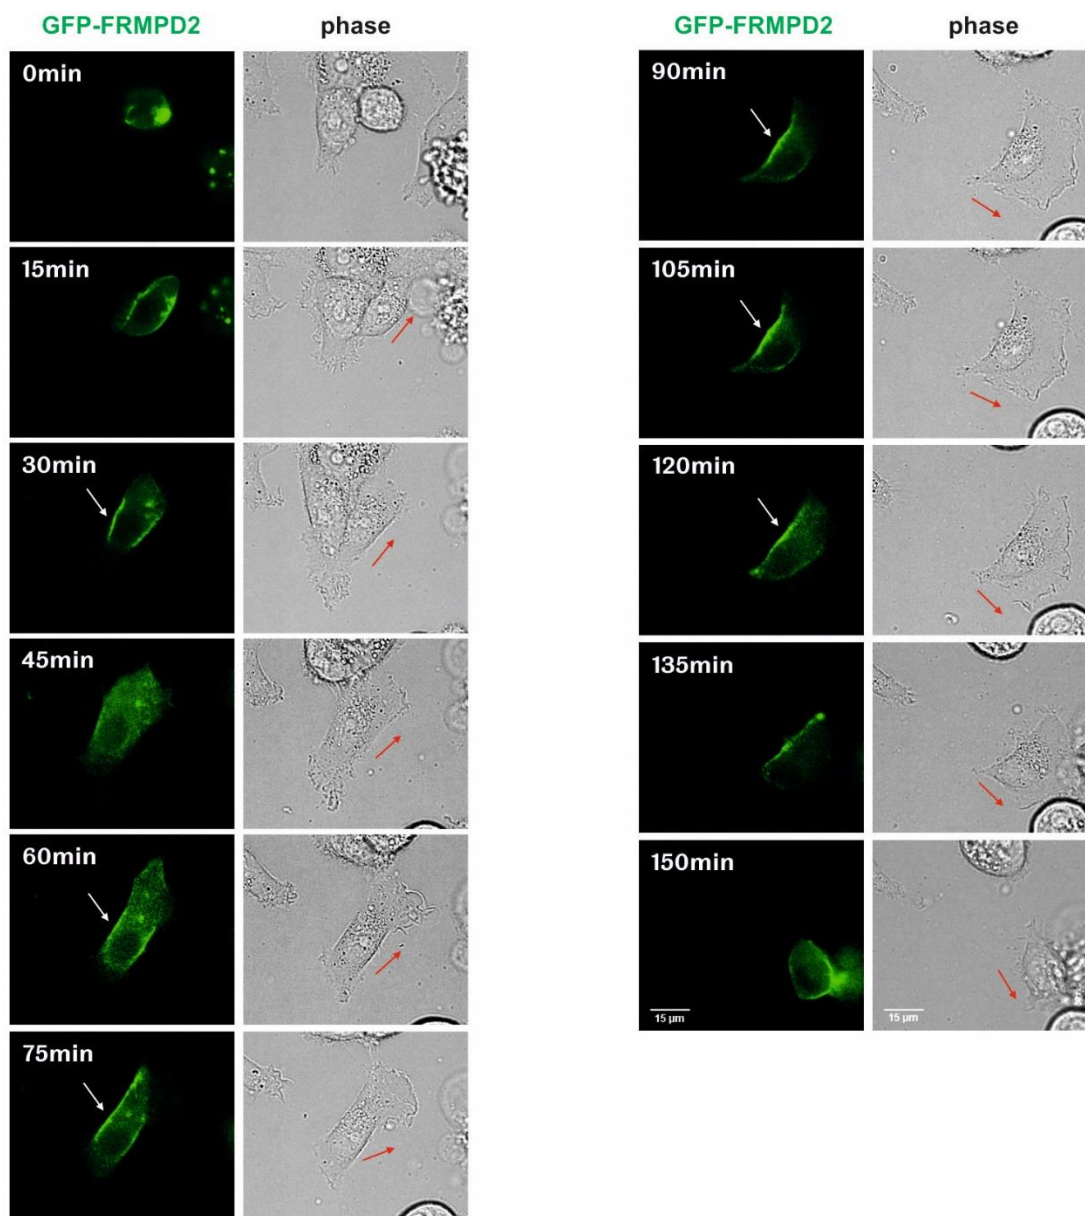 GFP-FRMPD2 phase
0min
15min
30min
45min
60min
75min
GFP-FRMPD2 phase
90min
105min
120min
135min
150min
15 µm 15 µm